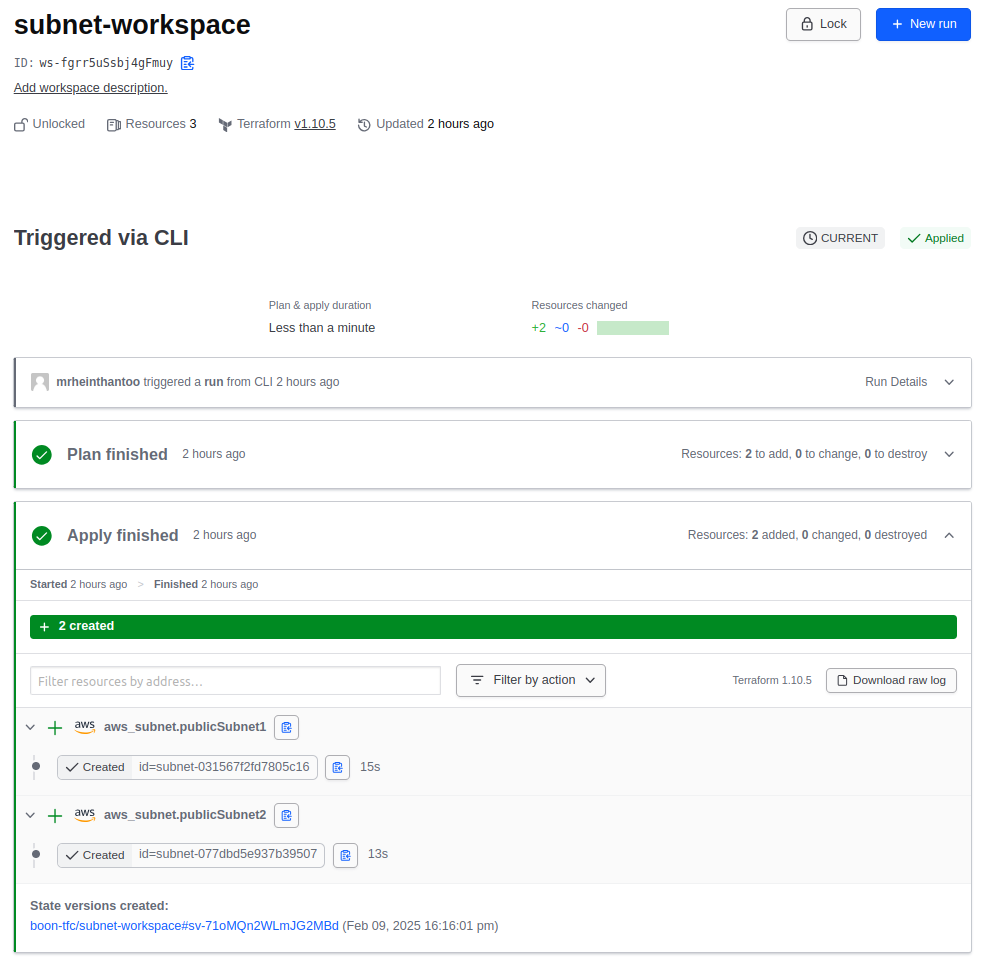 subnet-workspace
Lock
New run
ID: ws-fgrr5uSsbj4gFmuy
Add workspace description.
Unlocked Resources 3 Terraform v1.10.5 Updated 2 hours ago
Triggered via CLI
CURRENT
Applied
Plan & apply duration
Less than a minute
Resources changed
+2 ~0 -0
mrheinthantoo triggered a run from CLI 2 hours ago
Run Details
Plan finished 2 hours ago
Resources: 2 to add, 0 to change, 0 to destroy
Apply finished 2 hours ago
Resources: 2 added, 0 changed, 0 destroyed
Started 2 hours ago > Finished 2 hours ago
+ 2 created
Filter resources by address...
Filter by action
Terraform 1.10.5
Download raw log
aws aws_subnet.publicSubnet1
Created id=subnet-031567f2fd7805c16 15s
aws aws_subnet.publicSubnet2
Created id=subnet-077dbd5e937b39507 13s
State versions created:
boon-tfc/subnet-workspace#sv-71oMQn2WLmJG2MBd (Feb 09, 2025 16:16:01 pm)